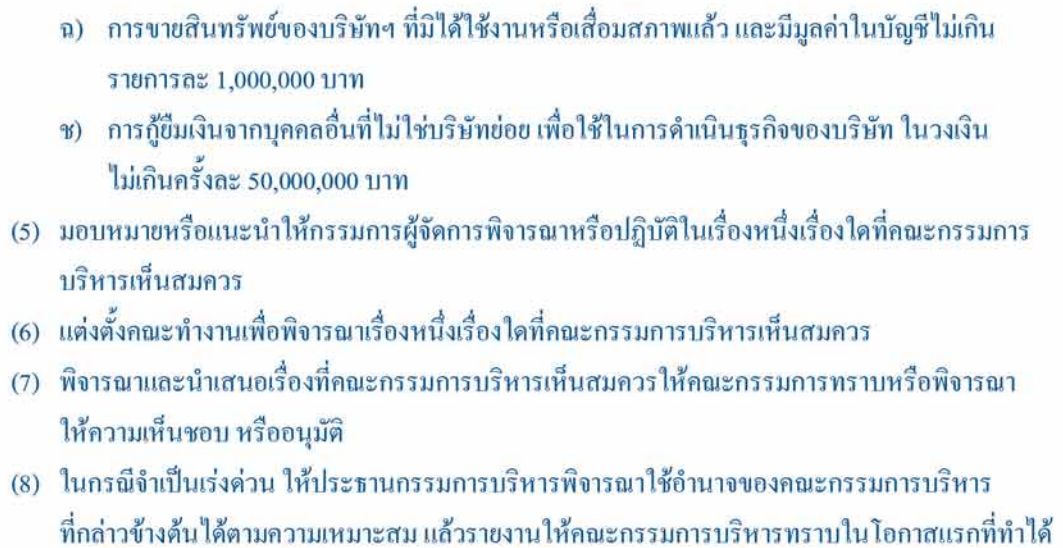 ฉ) การขายสินทรัพย์ของบริษัทฯ ที่มิได้ใช้งานหรือเสื่อมสภาพแล้ว และมีมูลค่าในบัญชีไม่เกิน
รายการละ 1,000,000 บาท
ช) การกู้ยืมเงินจากบุคคลอื่นที่ไม่ใช่บริษัทย่อย เพื่อใช้ในการดำเนินธุรกิจของบริษัท ในวงเงิน
ไม่เกินครั้งละ 50,000,000 บาท
(5) มอบหมายหรือแนะนำให้กรรมการผู้จัดการพิจารณาหรือปฏิบัติในเรื่องหนึ่งเรื่องใดที่คณะกรรมการ
บริหารเห็นสมควร
(6) แต่งตั้งคณะทำงานเพื่อพิจารณาเรื่องหนึ่งเรื่องใดที่คณะกรรมการบริหารเห็นสมควร
(7) พิจารณาและนำเสนอเรื่องที่คณะกรรมการบริหารเห็นสมควรให้คณะกรรมการทราบหรือพิจารณา
ให้ความเห็นชอบ หรืออนุมัติ
(8) ในกรณีจำเป็นเร่งด่วน ให้ประธานกรรมการบริหารพิจารณาใช้อำนาจของคณะกรรมการบริหาร
ที่กล่าวข้างต้นได้ตามความเหมาะสม แล้วรายงานให้คณะกรรมการบริหารทราบในโอกาสแรกที่ทำได้